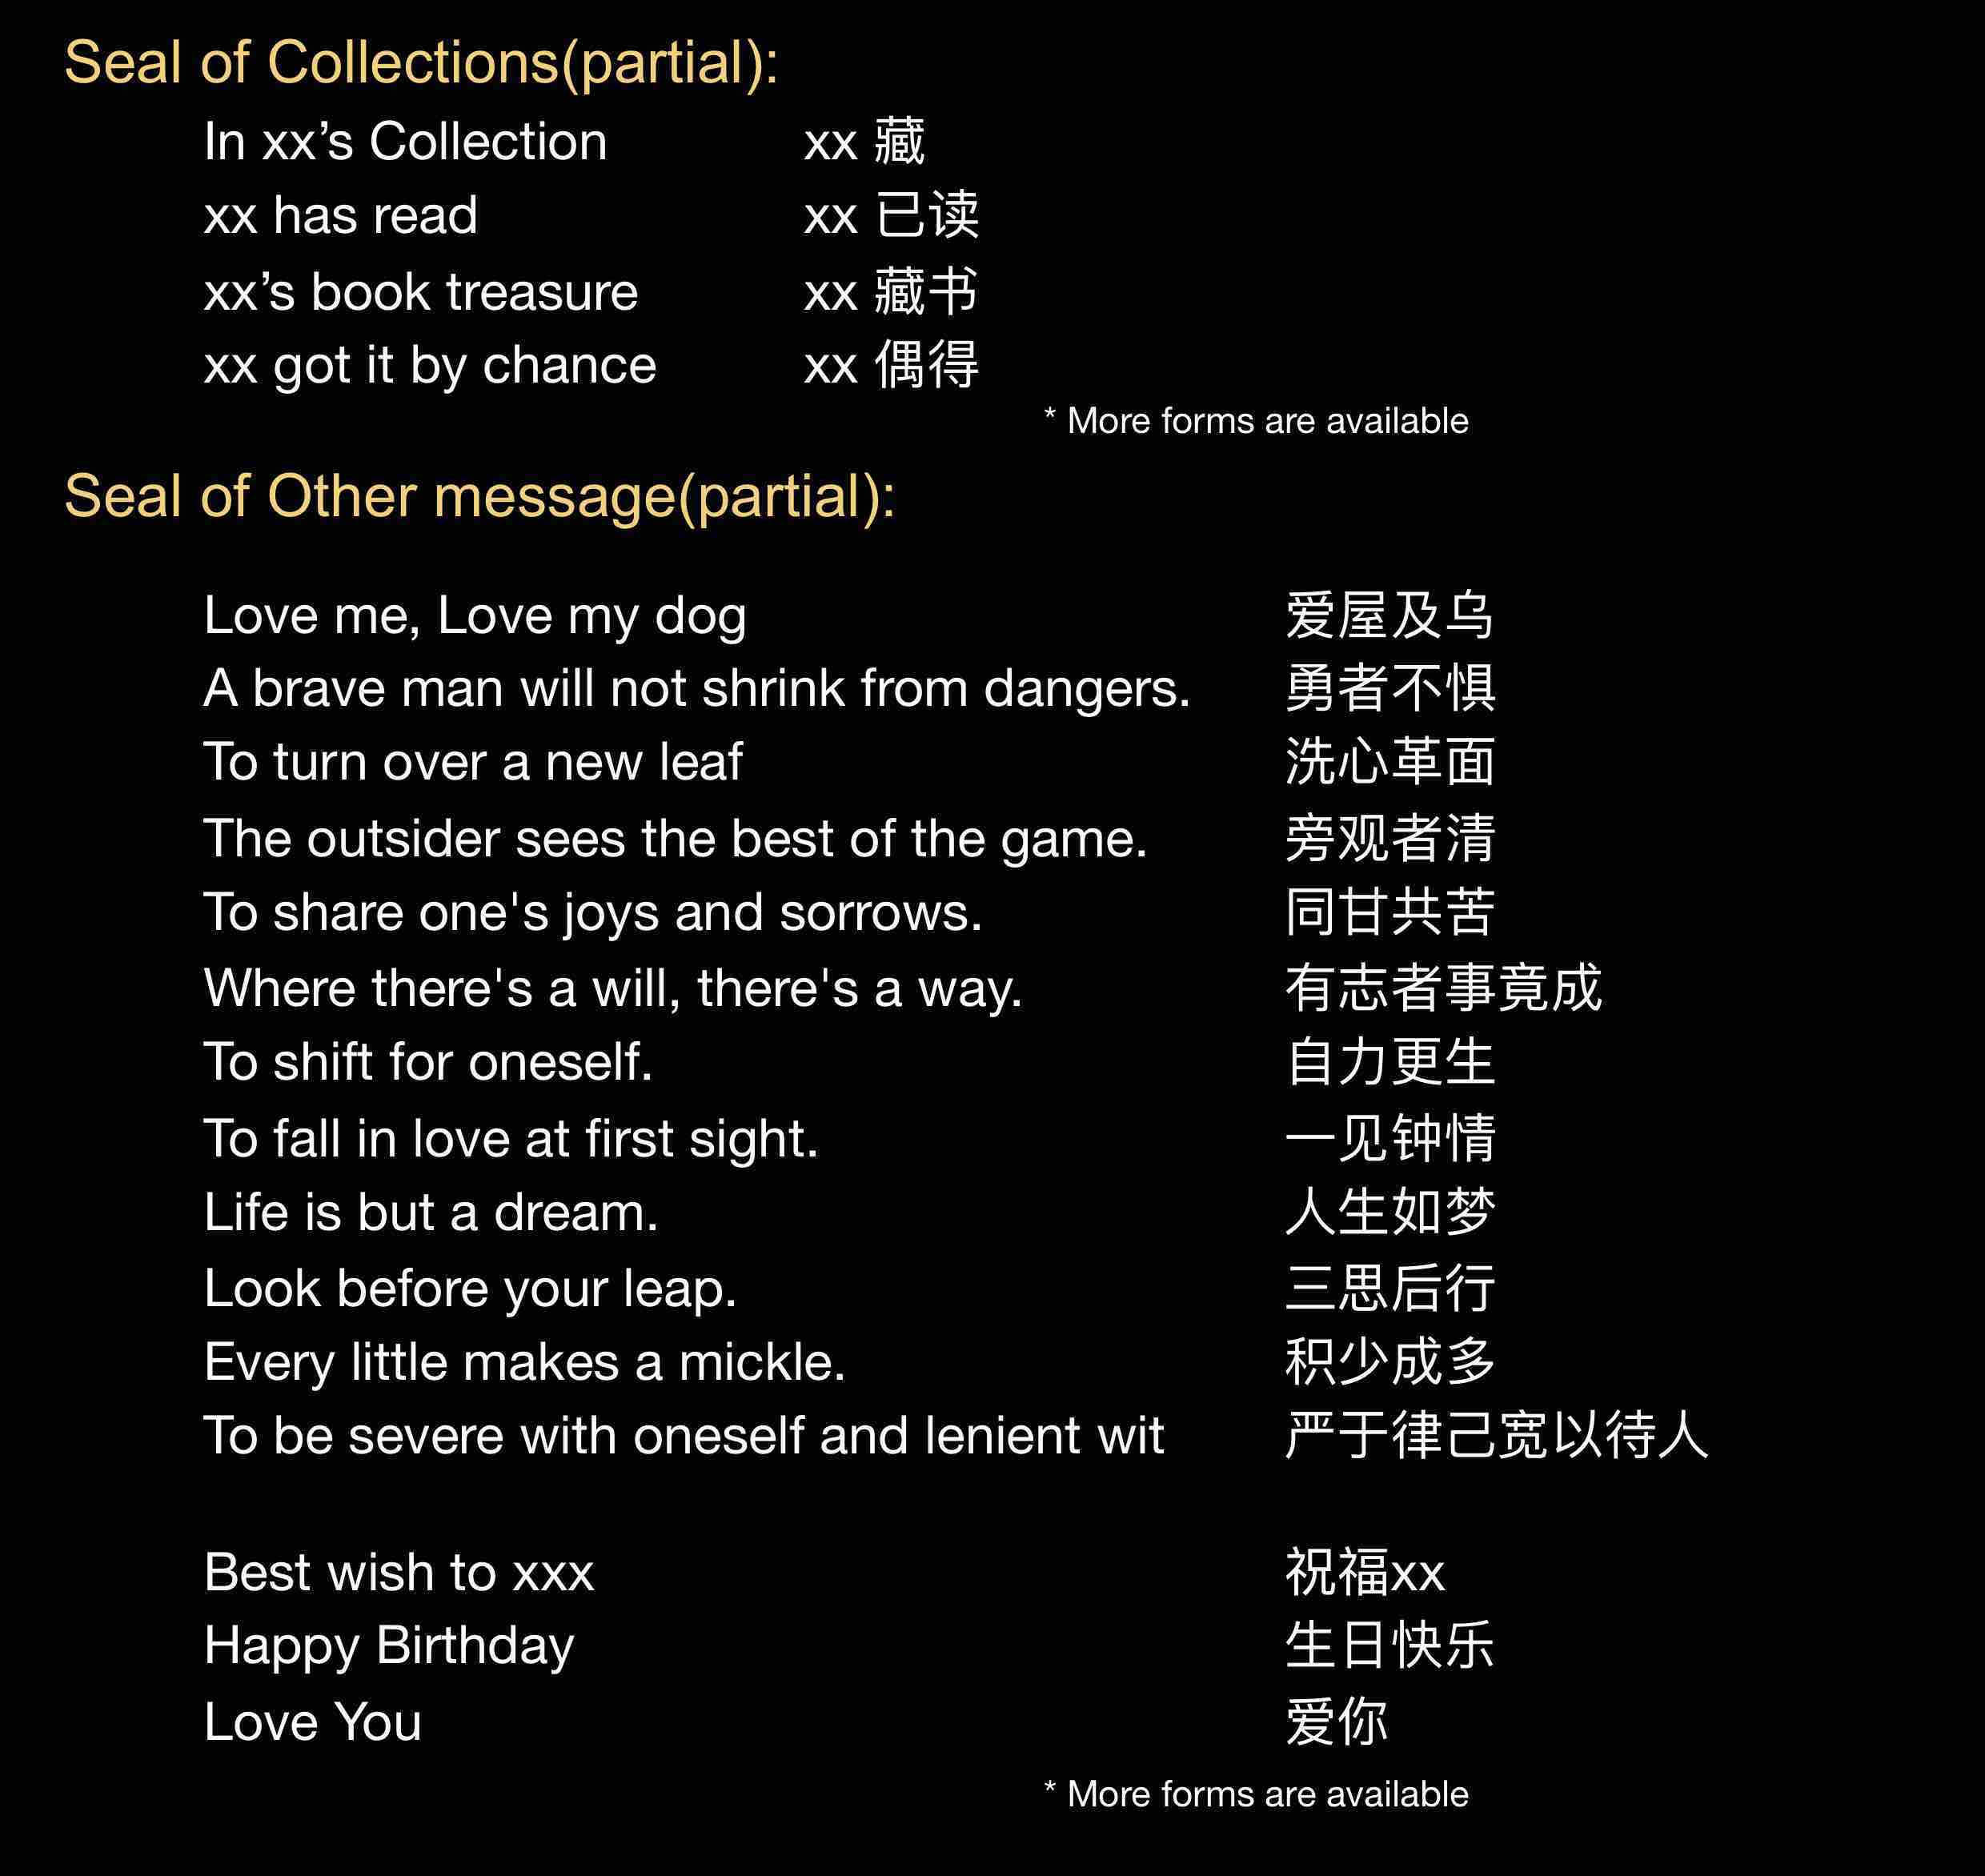 Seal of Collections(partial):
In xx’s Collection xx 藏
xx has read xx 已读
xx’s book treasure xx 藏书
xx got it by chance xx 偶得
* More forms are available
Seal of Other message(partial):
Love me, Love my dog 爱屋及乌
A brave man will not shrink from dangers. 勇者不惧
To turn over a new leaf 洗心革面
The outsider sees the best of the game. 旁观者清
To share one's joys and sorrows. 同甘共苦
Where there's a will, there's a way. 有志者事竟成
To shift for oneself. 自力更生
To fall in love at first sight. 一见钟情
Life is but a dream. 人生如梦
Look before your leap. 三思后行
Every little makes a mickle. 积少成多
To be severe with oneself and lenient wit 严于律己宽以待人
Best wish to xxx 祝福xx
Happy Birthday 生日快乐
Love You 爱你
* More forms are available